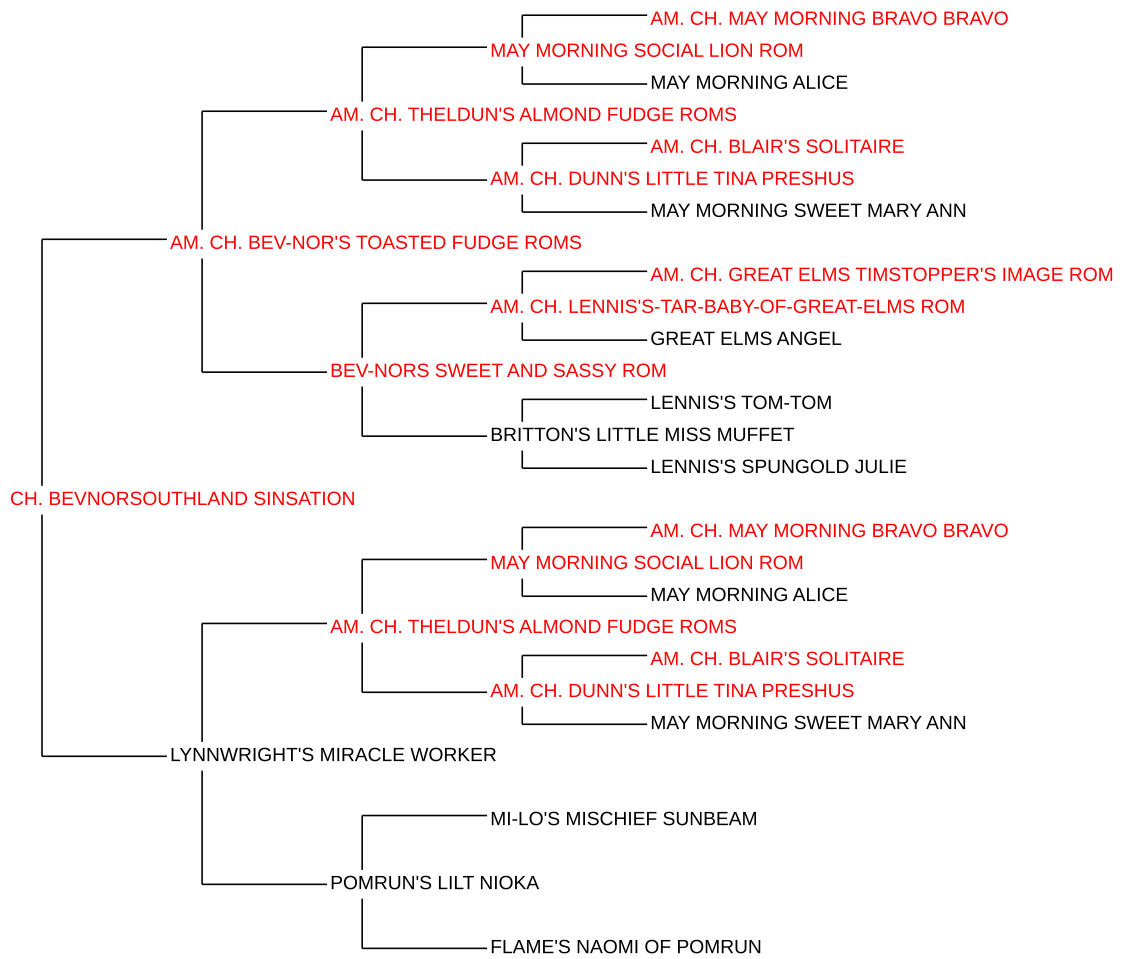 AM. CH. MAY MORNING BRAVO BRAVO
MAY MORNING SOCIAL LION ROM
MAY MORNING ALICE
AM. CH. THELDUN'S ALMOND FUDGE ROMS
AM. CH. BLAIR'S SOLITAIRE
AM. CH. DUNN'S LITTLE TINA PRESHUS
MAY MORNING SWEET MARY ANN
AM. CH. BEV-NOR'S TOASTED FUDGE ROMS
AM. CH. GREAT ELMS TIMSTOPPER'S IMAGE ROM
AM. CH. LENNIS'S-TAR-BABY-OF-GREAT-ELMS ROM
GREAT ELMS ANGEL
BEV-NORS SWEET AND SASSY ROM
LENNIS'S TOM-TOM
BRITTON'S LITTLE MISS MUFFET
LENNIS'S SPUNGOLD JULIE
CH. BEVNORSOUTHLAND SINSATION
AM. CH. MAY MORNING BRAVO BRAVO
MAY MORNING SOCIAL LION ROM
MAY MORNING ALICE
AM. CH. THELDUN'S ALMOND FUDGE ROMS
AM. CH. BLAIR'S SOLITAIRE
AM. CH. DUNN'S LITTLE TINA PRESHUS
MAY MORNING SWEET MARY ANN
LYNNWRIGHT'S MIRACLE WORKER
MI-LO'S MISCHIEF SUNBEAM
POMRUN'S LILT NIOKA
FLAME'S NAOMI OF POMRUN